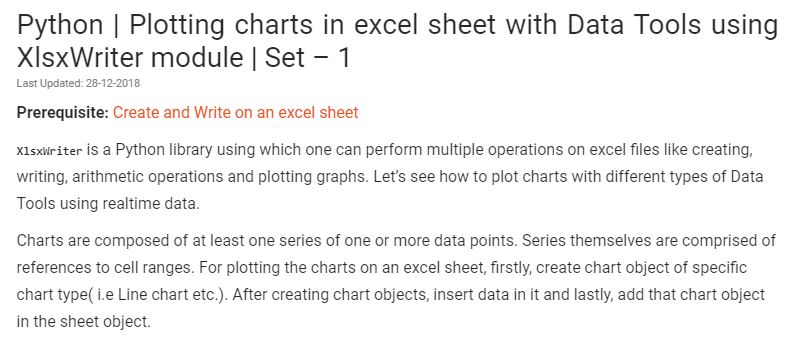 Python | Plotting charts in excel sheet with Data Tools using
XlsxWriter module | Set – 1
Last Updated: 28-12-2018
Prerequisite: Create and Write on an excel sheet
XlsxWriter is a Python library using which one can perform multiple operations on excel files like creating,
writing, arithmetic operations and plotting graphs. Let’s see how to plot charts with different types of Data
Tools using realtime data.
Charts are composed of at least one series of one or more data points. Series themselves are comprised of
references to cell ranges. For plotting the charts on an excel sheet, firstly, create chart object of specific
chart type( i.e Line chart etc.). After creating chart objects, insert data in it and lastly, add that chart object
in the sheet object.